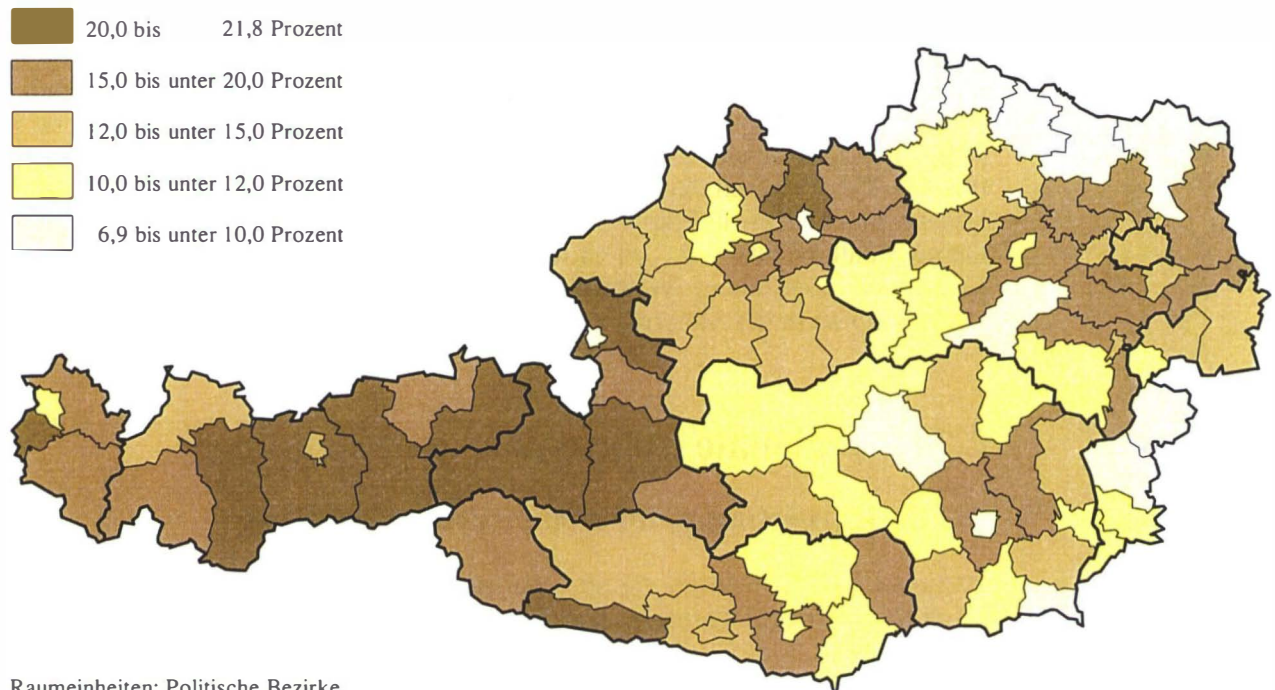 20,0 bis 21,8 Prozent
15,0 bis unter 20,0 Prozent
12,0 bis unter 15,0 Prozent
10,0 bis unter 12,0 Prozent
6,9 bis unter 10,0 Prozent
Raumeinheiten: Politische Bezirke